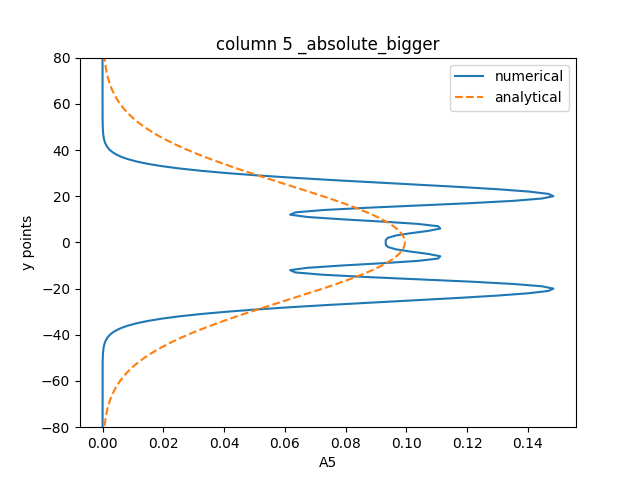 column 5 _absolute_bigger
numerical
analytical
80
60
40
20
0
−20
−40
−60
−80
y points
0.00 0.02 0.04 0.06 0.08 0.10 0.12 0.14
A5